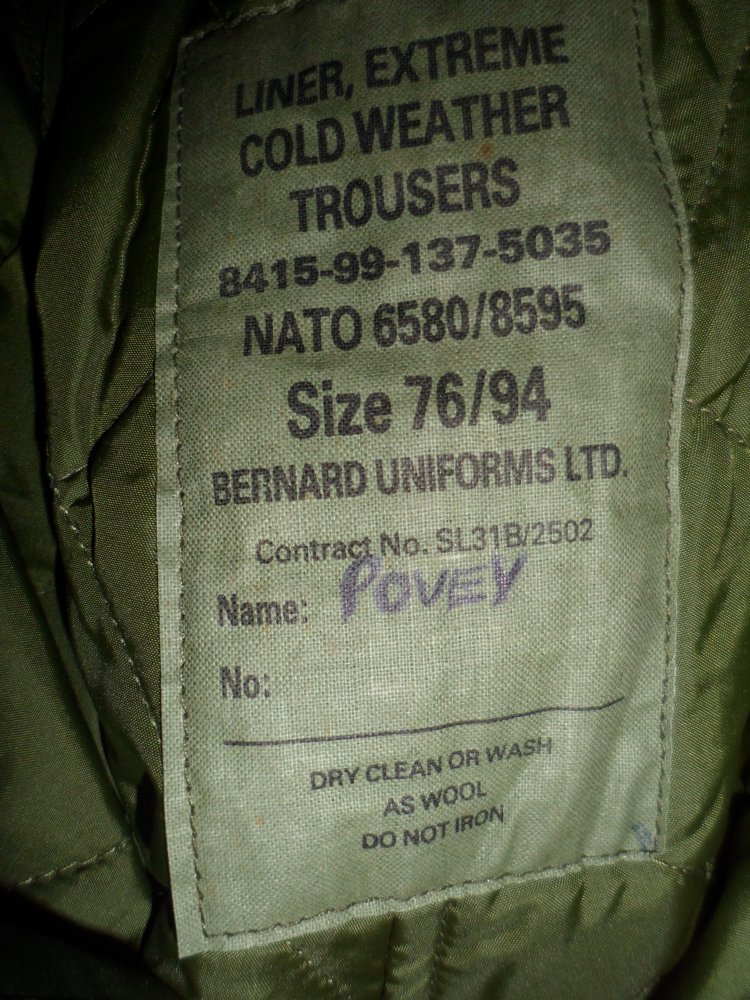 LINER, EXTREME
COLD WEATHER
TROUSERS
8415-99-137-5035
NATO 6580/8595
Size 76/94
BERNARD UNIFORMS LTD.
Contract No. SL31B/2502
Name: POVEY
No:
DRY CLEAN OR WASH
AS WOOL
DO NOT IRON